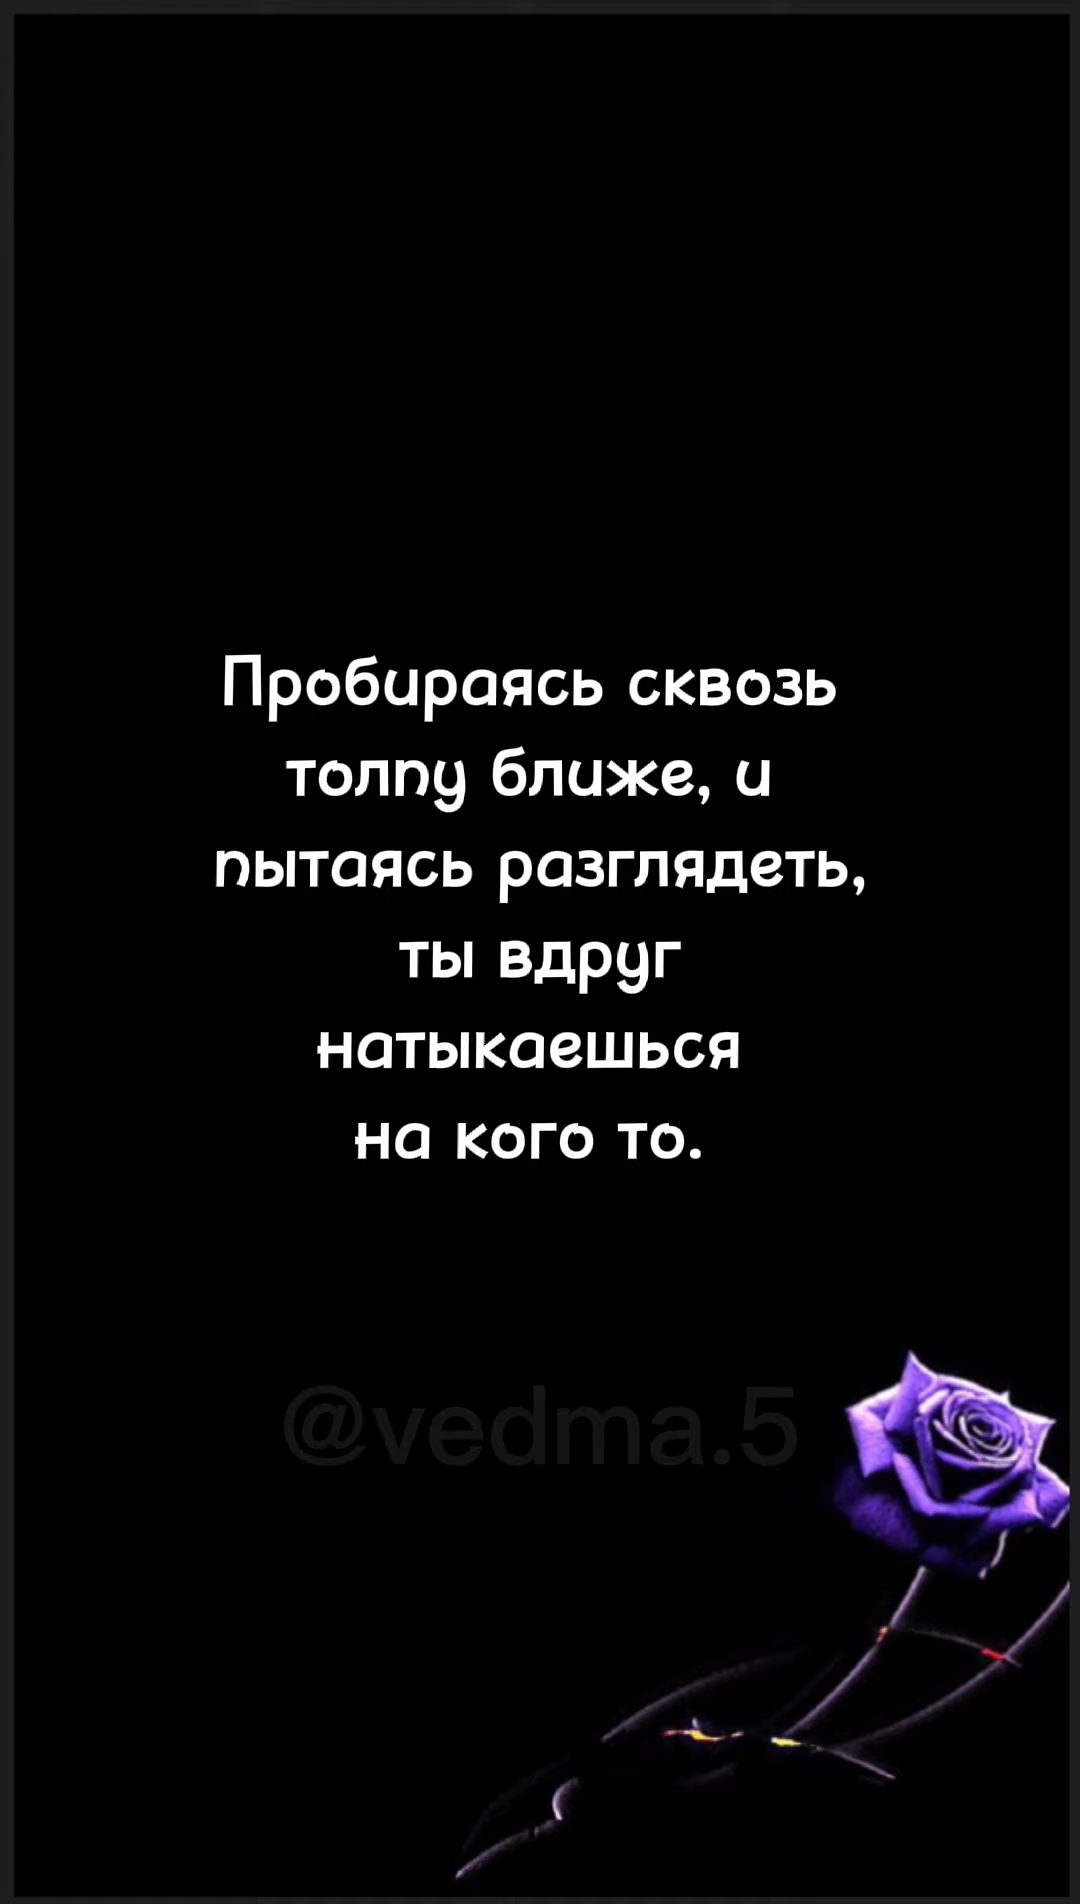 Пробираясь сквозь
толпу ближе, и
пытаясь разглядеть,
ты вдруг
натыкаешься
на кого то.
@vedma.5